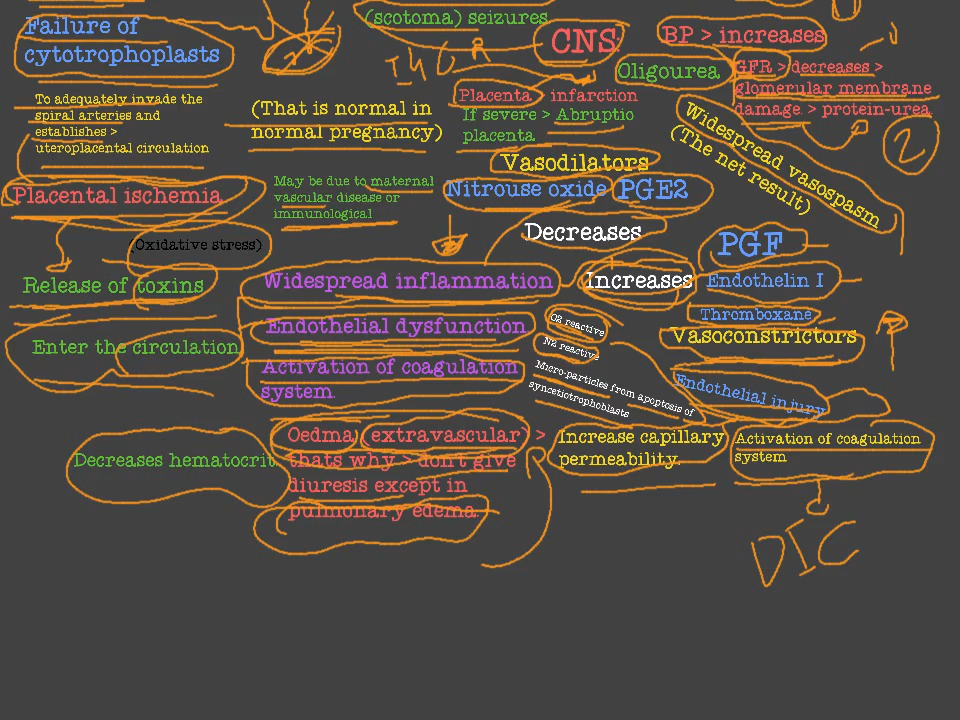 Failure of
cytotrophoplasts
To adequately invade the
spiral arteries and
establishes >
uteroplacental circulation
(That is normal in
normal pregnancy)
(scotoma) seizures
CNS:
BP > increases
Oligourea
GFR > decreases >
glomerular membrane
damage > protein-urea
Placenta > infarction
If severe > Abruptio
placenta
Widespread vasospasm
(The net result)
2
Vasodilators
Nitrouse oxide
PGE2
Placental ischemia
May be due to maternal
vascular disease or
immunological
(Oxidative stress)
Decreases
PGF
Release of toxins
Widespread inflammation
Increases
Endothelin I
Thromboxane
Vasoconstrictors
Enter the circulation
Endothelial dysfunction
O2 reactive
N2 reactive
Micro-particles from apoptosis of
syncetiotrophoblasts
Activation of coagulation
system.
Endothelial injury
Decreases hematocrit
Oedma (extravascular) >
thats why > don't give
diuresis except in
pulmonary edema.
Increase capillary
permeability.
Activation of coagulation
system
DIC